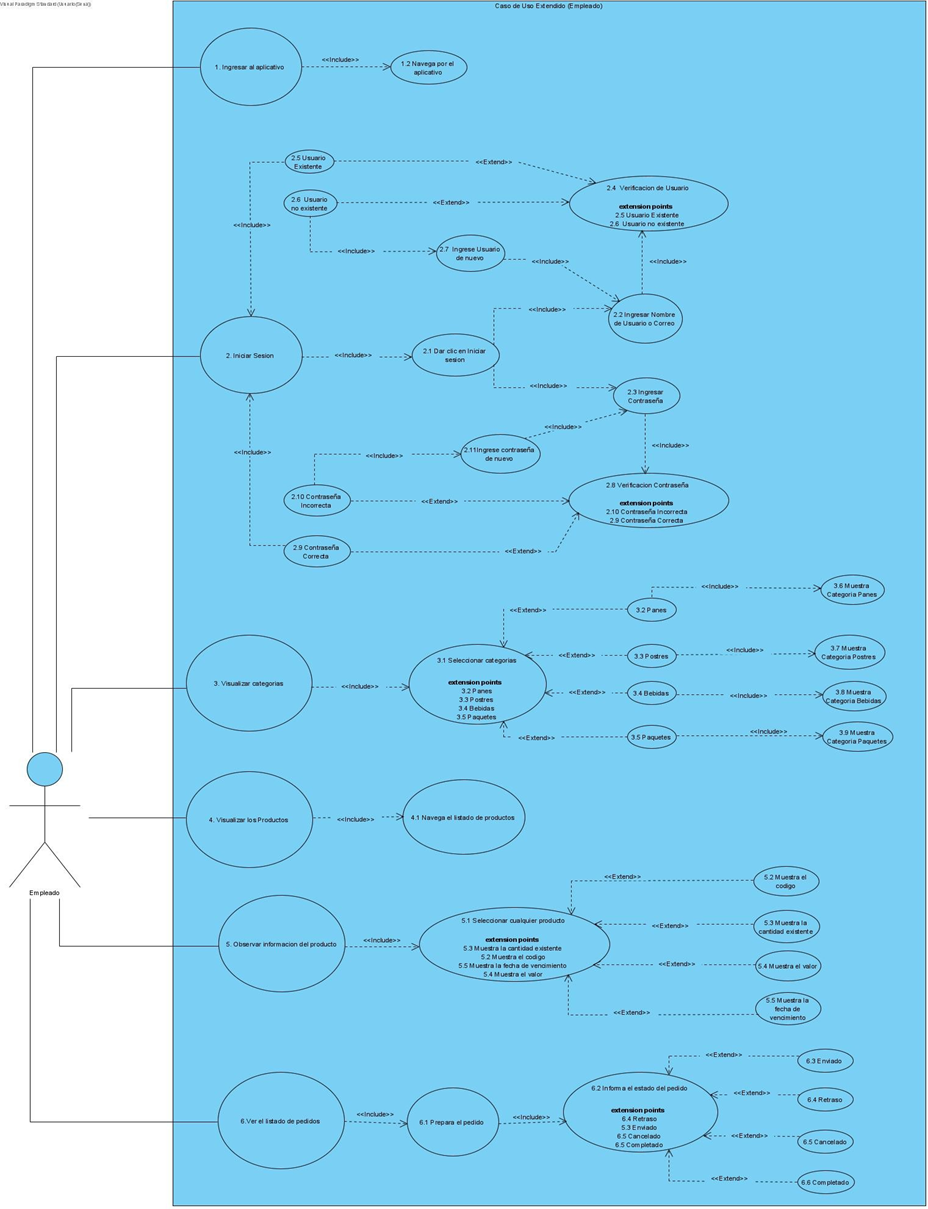 Visual Paradigm Standard (Usuario(Sena))
Caso de Uso Extendido (Empleado)
1. Ingresar al aplicativo
<<Include>>
1.2 Navega por el
aplicativo
2.5 Usuario
Existente
<<Extend>>
2.4 Verificacion de Usuario
extension points
2.5 Usuario Existente
2.6 Usuario no existente
2.6 Usuario
no existente
<<Extend>>
<<Include>>
<<Include>>
2.7 Ingrese Usuario
de nuevo
<<Include>>
<<Include>>
2.2 Ingresar Nombre
de Usuario o Correo
<<Include>>
2. Iniciar Sesion
<<Include>>
2.1 Dar clic en Iniciar
sesion
<<Include>>
2.3 Ingresar
Contraseña
<<Include>>
<<Include>>
2.11Ingrese contraseña
de nuevo
<<Include>>
<<Include>>
2.10 Contraseña
Incorrecta
<<Extend>>
2.8 Verificacion Contraseña
extension points
2.10 Contraseña Incorrecta
2.9 Contraseña Correcta
2.9 Contraseña
Correcta
<<Extend>>
3. Visualizar categorias
<<Include>>
3.1 Seleccionar categorias
extension points
3.2 Panes
3.3 Postres
3.4 Bebidas
3.5 Paquetes
<<Extend>>
3.2 Panes
<<Include>>
3.6 Muestra
Categoria Panes
<<Extend>>
3.3 Postres
<<Include>>
3.7 Muestra
Categoria Postres
<<Extend>>
3.4 Bebidas
<<Include>>
3.8 Muestra
Categoria Bebidas
<<Extend>>
3.5 Paquetes
<<Include>>
3.9 Muestra
Categoria Paquetes
4. Visualizar los Productos
<<Include>>
4.1 Navega el listado de productos
Empleado
5. Observar informacion del producto
<<Include>>
5.1 Seleccionar cualquier producto
extension points
5.3 Muestra la cantidad existente
5.2 Muestra el codigo
5.5 Muestra la fecha de vencimiento
5.4 Muestra el valor
<<Extend>>
5.2 Muestra el
codigo
<<Extend>>
5.3 Muestra la
cantidad existente
<<Extend>>
5.4 Muestra el valor
<<Extend>>
5.5 Muestra la
fecha de
vencimiento
6.Ver el listado de pedidos
<<Include>>
6.1 Prepara el pedido
<<Include>>
6.2 Informa el estado del pedido
extension points
6.4 Retraso
5.3 Enviado
6.5 Cancelado
6.5 Completado
<<Extend>>
6.3 Enviado
<<Extend>>
6.4 Retraso
<<Extend>>
6.5 Cancelado
<<Extend>>
6.6 Completado